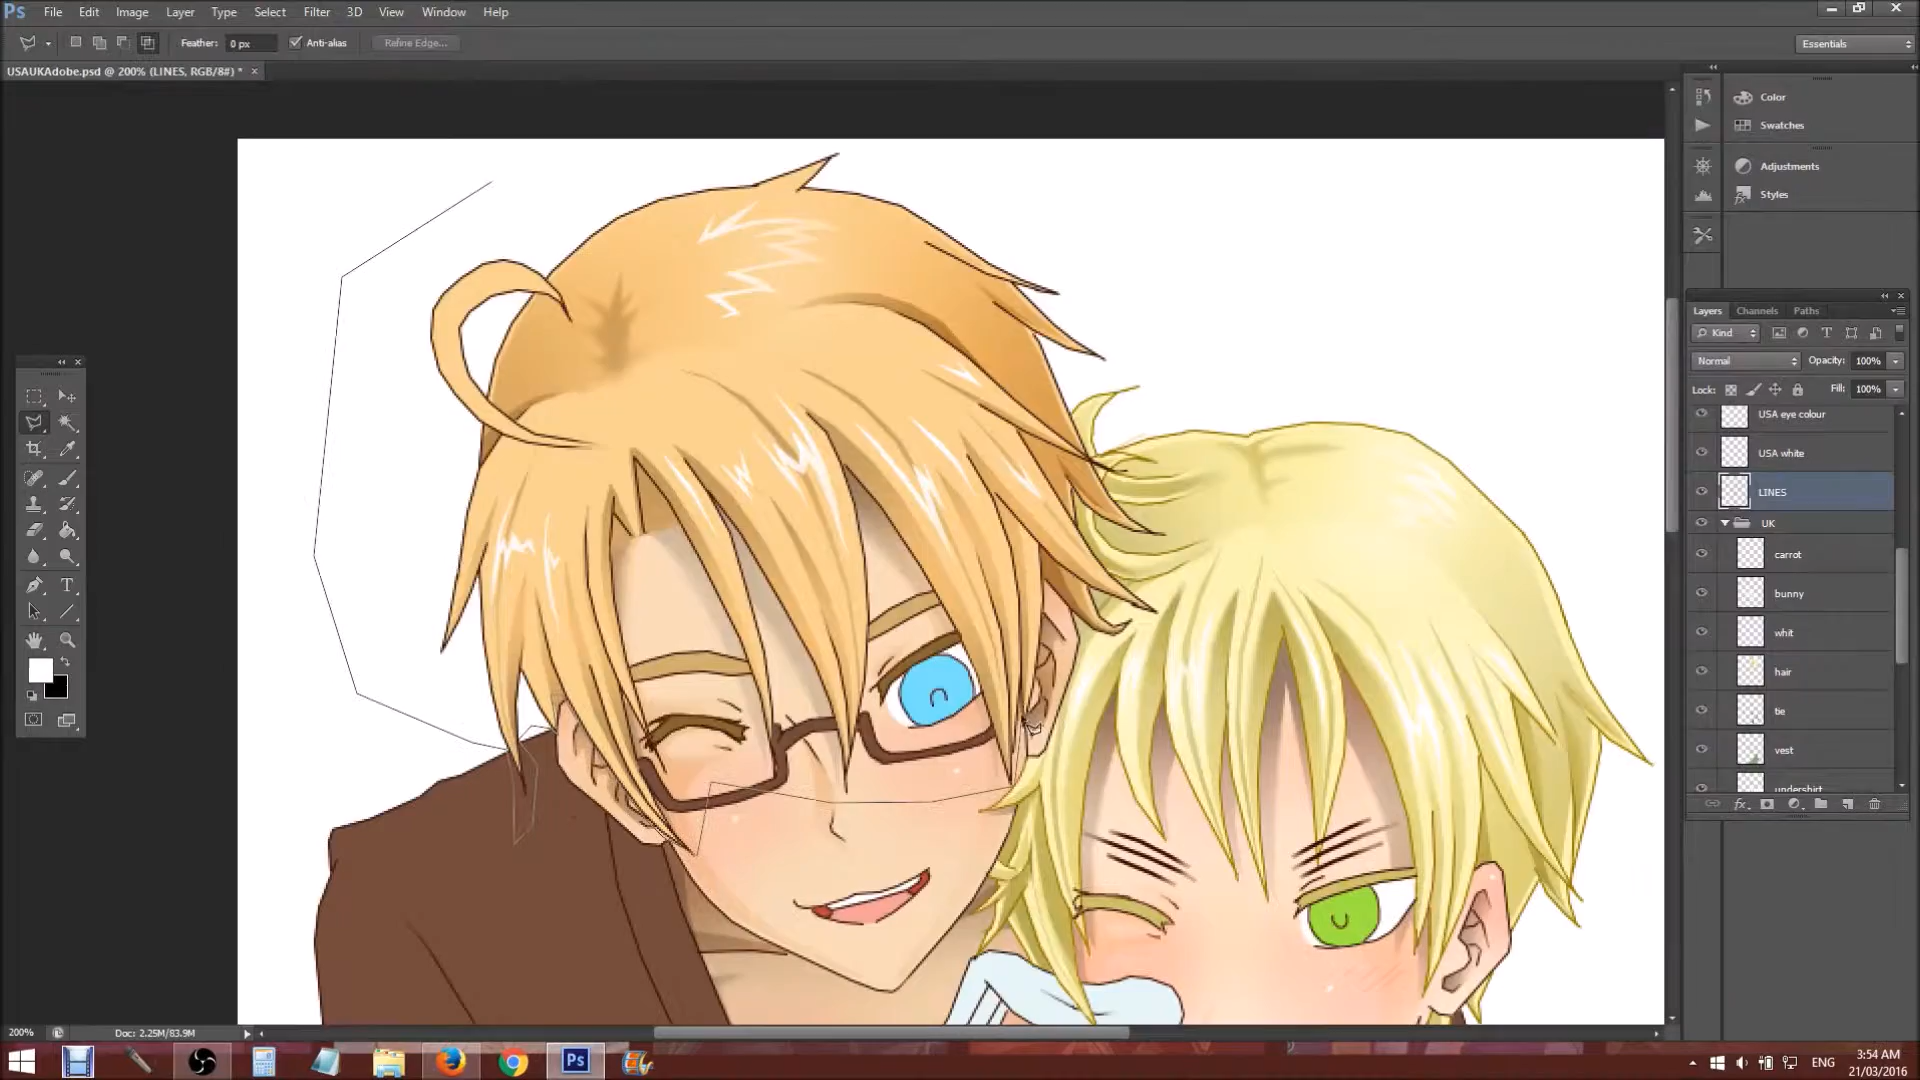 Ps File Edit Image Layer Type Select Filter 3D View Window Help
Feather: 0 px Anti-alias Refine Edge... Essentials
USAUKAdobe.psd @ 200% (LINES, RGB/8#) * ×
Color
Swatches
Adjustments
Styles
Layers Channels Paths
Kind
Normal Opacity: 100%
Lock: Fill: 100%
USA eye colour
USA white
LINES
UK
carrot
bunny
whit
hair
tie
vest
undershirt
200% Doc: 2.25M/83.9M
Ps ENG 3:54 AM
21/03/2016